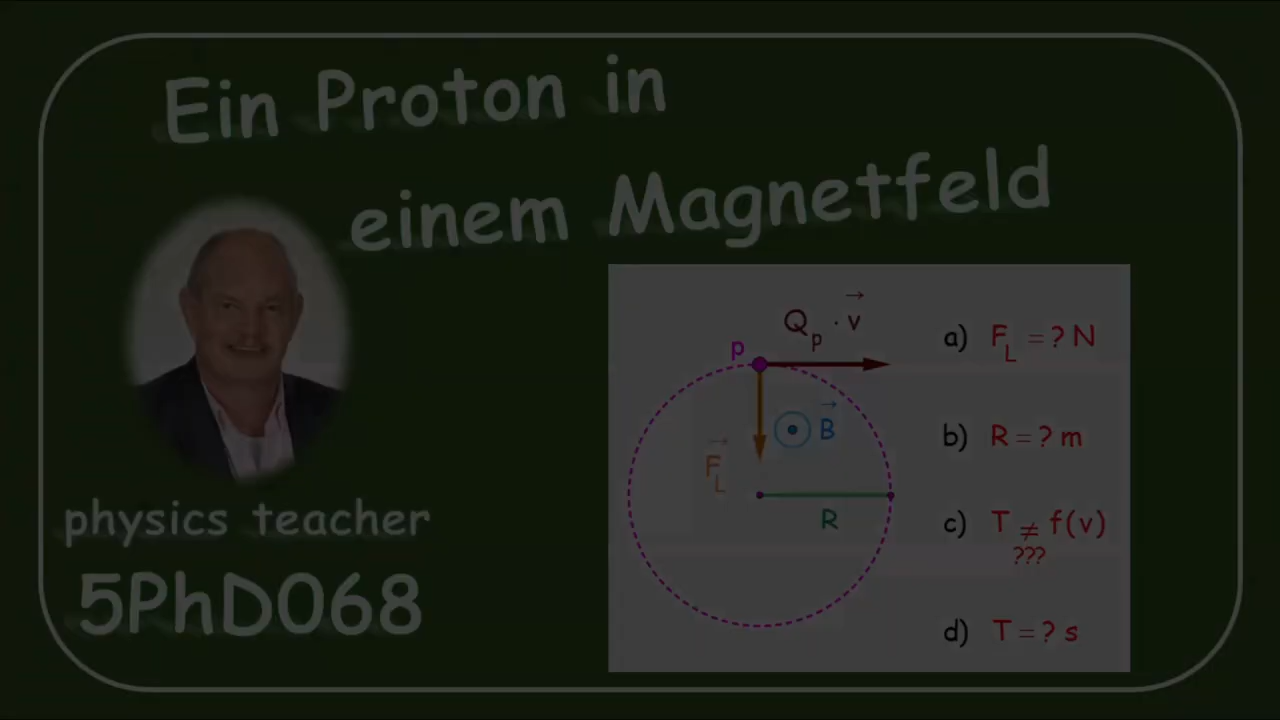 Ein Proton in
einem Magnetfeld
physics teacher
5PhD068
Q_p · v⃗
p
B⃗
F⃗_L
R
a) F_L = ? N
b) R = ? m
c) T ≠ f(v)
???
d) T = ? s